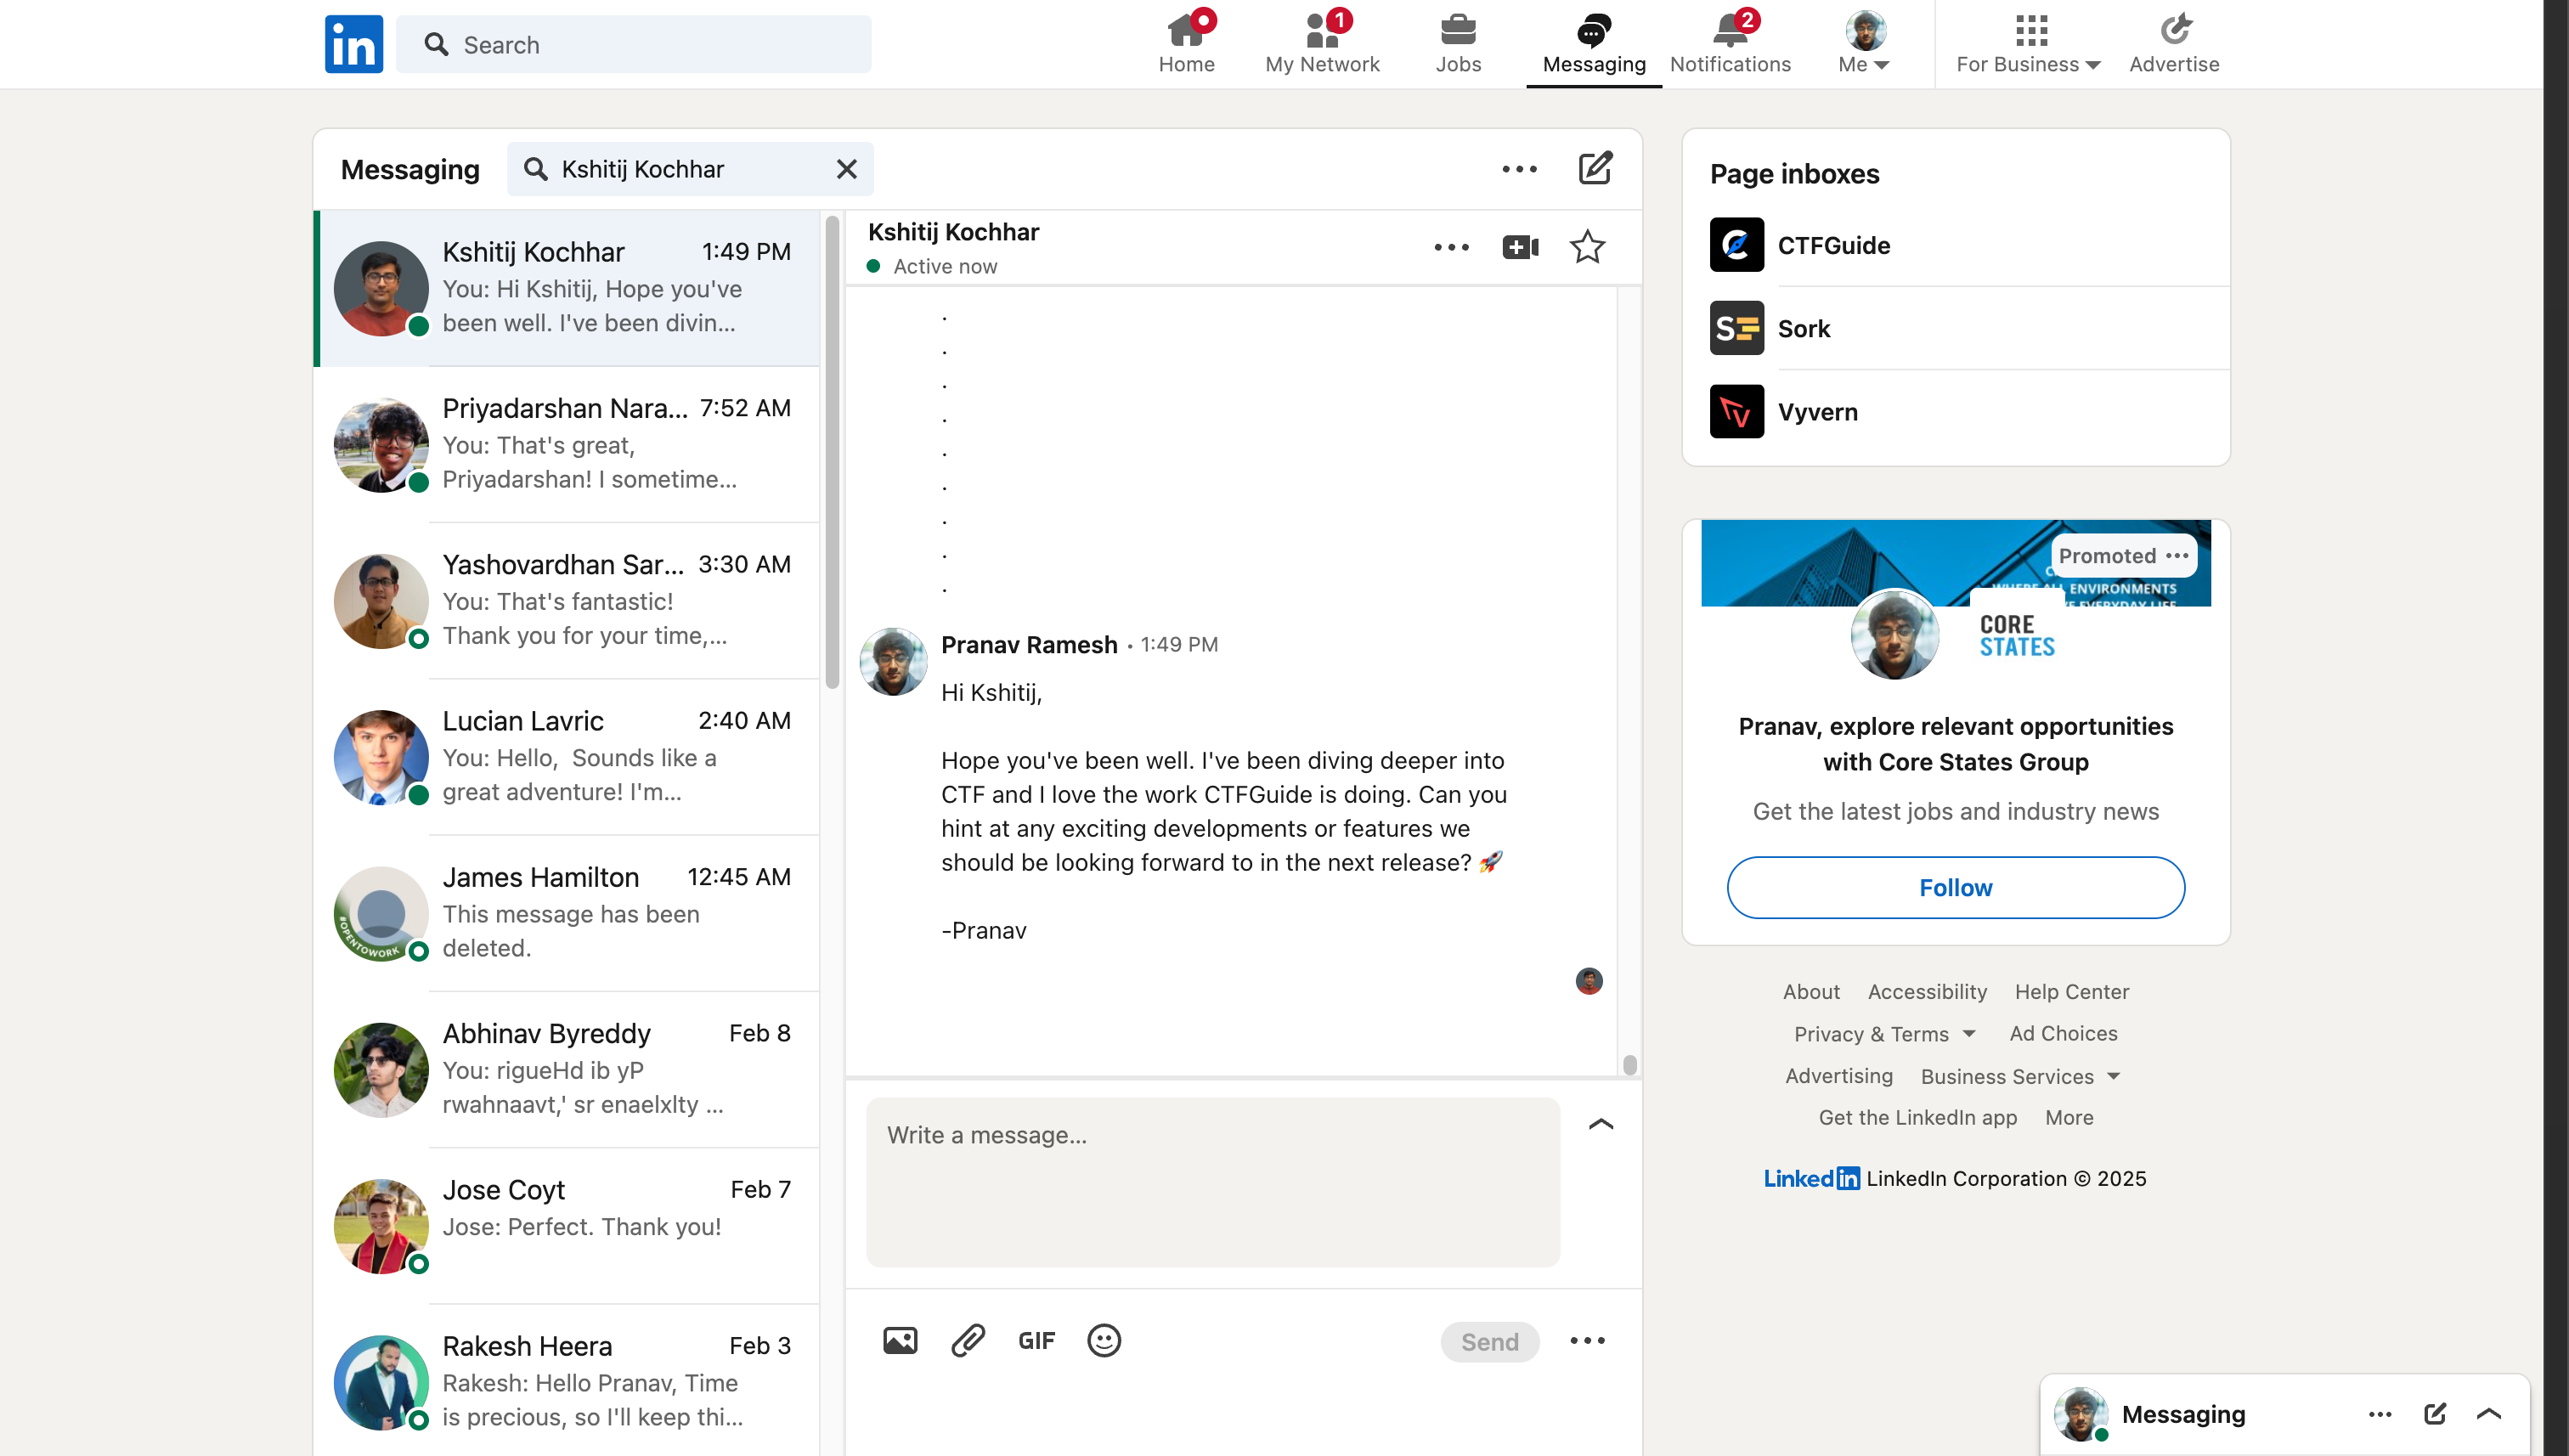 in
Search
Home
1
My Network
Jobs
Messaging
2
Notifications
Me
For Business
Advertise
Messaging
Kshitij Kochhar
Kshitij Kochhar 1:49 PM
You: Hi Kshitij, Hope you've
been well. I've been divin...
Priyadarshan Nara... 7:52 AM
You: That's great,
Priyadarshan! I sometime...
Yashovardhan Sar... 3:30 AM
You: That's fantastic!
Thank you for your time,...
Lucian Lavric 2:40 AM
You: Hello,  Sounds like a
great adventure! I'm...
James Hamilton 12:45 AM
This message has been
deleted.
#OPENTOWORK
Abhinav Byreddy Feb 8
You: rigueHd ib yP
rwahnaavt,' sr enaelxlty ...
Jose Coyt Feb 7
Jose: Perfect. Thank you!
Rakesh Heera Feb 3
Rakesh: Hello Pranav, Time
is precious, so I'll keep thi...
Kshitij Kochhar
Active now
.
.
.
.
.
.
.
.
.
Pranav Ramesh • 1:49 PM
Hi Kshitij,
Hope you've been well. I've been diving deeper into
CTF and I love the work CTFGuide is doing. Can you
hint at any exciting developments or features we
should be looking forward to in the next release? 🚀
-Pranav
Write a message...
GIF
Send
Page inboxes
CTFGuide
S
Sork
V
Vyvern
Promoted
WHERE ALL ENVIRONMENTS
EVERYDAY LIFE
CORE
STATES
Pranav, explore relevant opportunities
with Core States Group
Get the latest jobs and industry news
Follow
About Accessibility Help Center
Privacy & Terms Ad Choices
Advertising Business Services
Get the LinkedIn app More
Linked in LinkedIn Corporation © 2025
Messaging